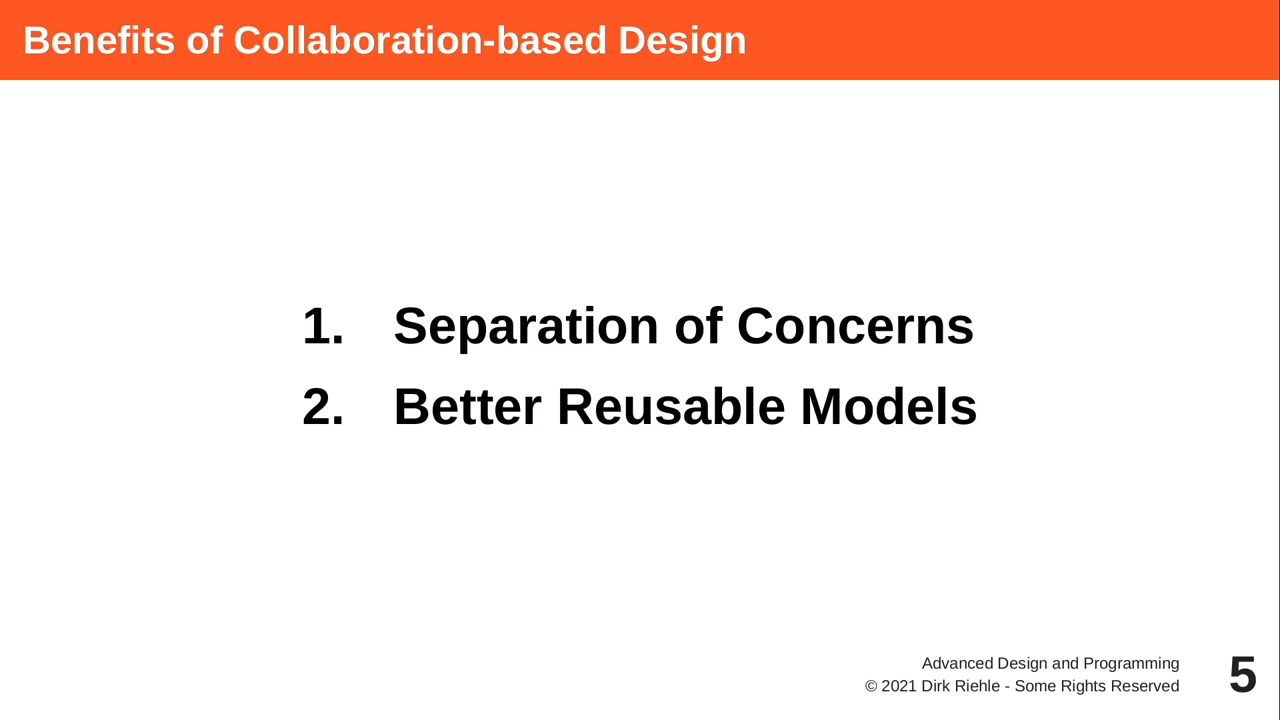 Benefits of Collaboration-based Design
1. Separation of Concerns
2. Better Reusable Models
Advanced Design and Programming
© 2021 Dirk Riehle - Some Rights Reserved
5